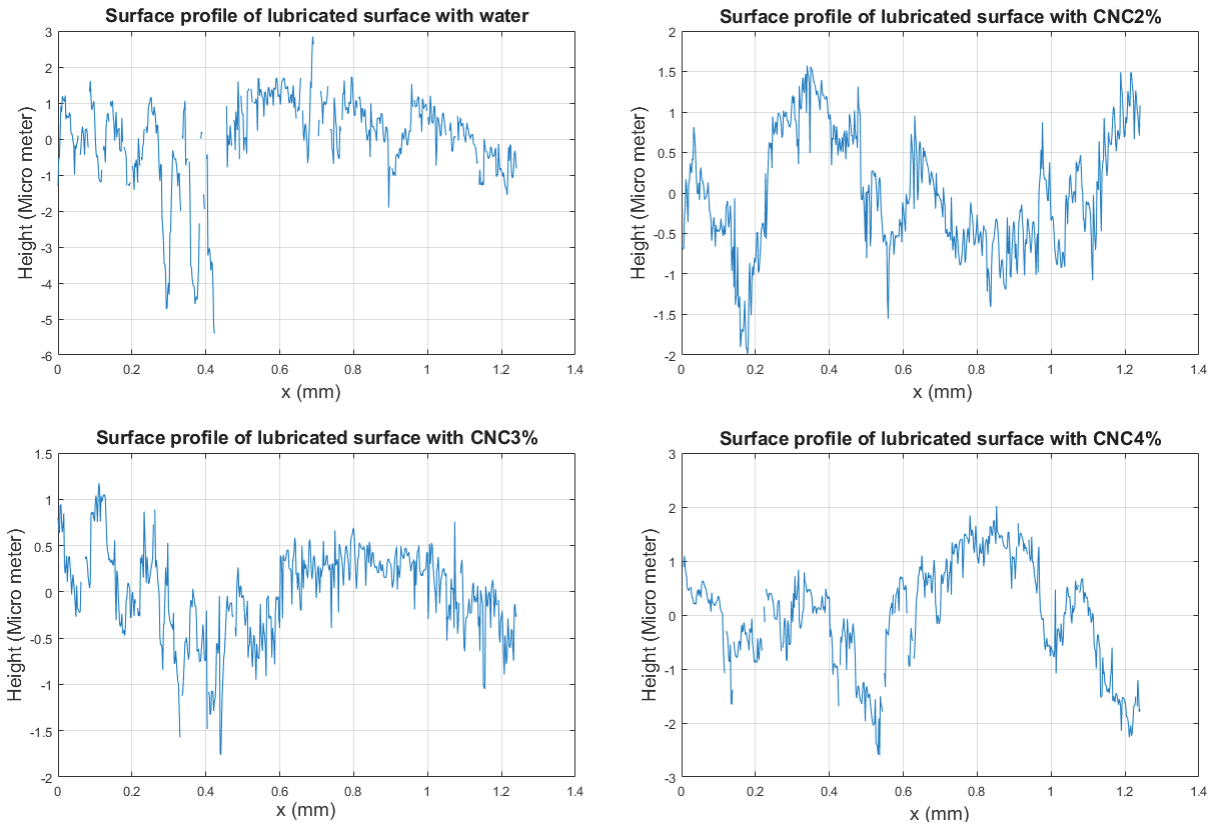 Surface profile of lubricated surface with water
Height (Micro meter)
3
2
1
0
-1
-2
-3
-4
-5
-6
0 0.2 0.4 0.6 0.8 1 1.2 1.4
x (mm)
Surface profile of lubricated surface with CNC2%
Height (Micro meter)
2
1.5
1
0.5
0
-0.5
-1
-1.5
-2
0 0.2 0.4 0.6 0.8 1 1.2 1.4
x (mm)
Surface profile of lubricated surface with CNC3%
Height (Micro meter)
1.5
1
0.5
0
-0.5
-1
-1.5
-2
0 0.2 0.4 0.6 0.8 1 1.2 1.4
x (mm)
Surface profile of lubricated surface with CNC4%
Height (Micro meter)
3
2
1
0
-1
-2
-3
0 0.2 0.4 0.6 0.8 1 1.2 1.4
x (mm)